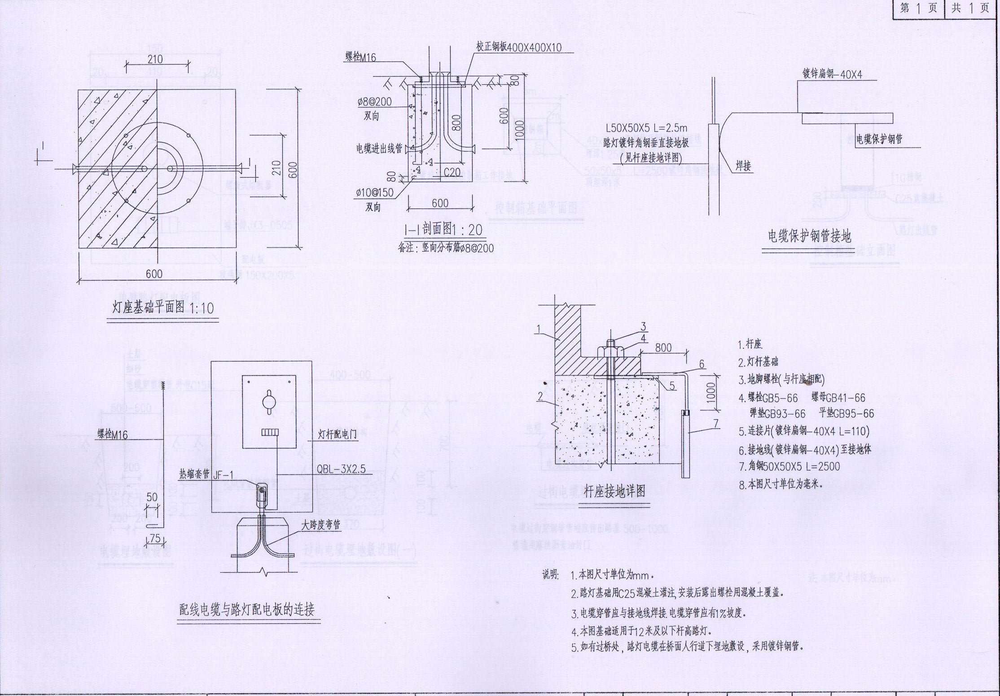 第 1 页 共 1 页
210
210
600
600
I
I
灯座基础平面图 1:10
螺栓M16
校正钢板400X400X10
Ø8@200
双向
电缆进出线管
80
Ø10@150
双向
C20
800
80
600
1000
600
I-I剖面图1:20
备注: 竖向分布筋Ø8@200
镀锌扁钢-40X4
L50X50X5 L=2.5m
路灯镀锌角钢垂直接地极
(见杆座接地详图)
电缆保护钢管
焊接
电缆保护钢管接地
螺栓M16
50
75
热缩套管 JF-1
灯杆配电门
QBL-3X2.5
大跨度弯管
配线电缆与路灯配电板的连接
1
2
3
4
800
6
5
1000
7
杆座接地详图
1.杆座
2.灯杆基础
3.地脚螺栓(与杆座相配)
4.螺栓GB5-66 螺母GB41-66
弹垫GB93-66 平垫GB95-66
5.连接片(镀锌扁钢-40X4 L=110)
6.接地线(镀锌扁钢-40X4)至接地体
7.角钢50X50X5 L=2500
8.本图尺寸单位为毫米。
说明: 1.本图尺寸单位为mm。
2.路灯基础用C25混凝土灌注,安装后露出螺栓用混凝土覆盖。
3.电缆穿管应与接地线焊接.电缆穿管应有1%坡度。
4.本图基础适用于12米及以下杆高路灯。
5.如有过桥处,路灯电缆在桥面人行道下埋地敷设,采用镀锌钢管。